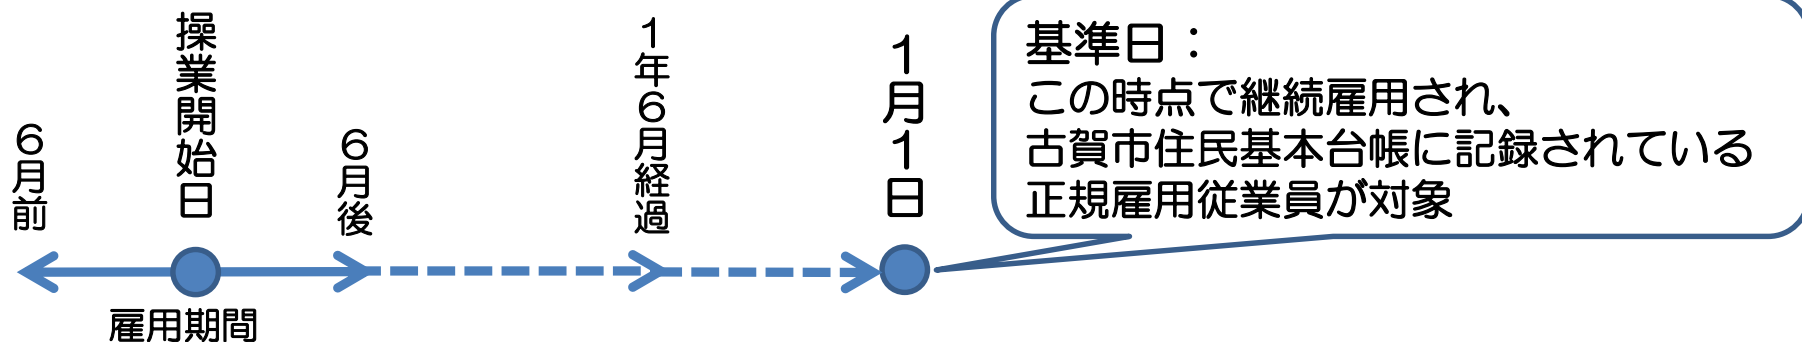 ６月前
操業開始日
６月後
１年６月経過
１月１日
基準日：
この時点で継続雇用され、
古賀市住民基本台帳に記録されている
正規雇用従業員が対象
雇用期間